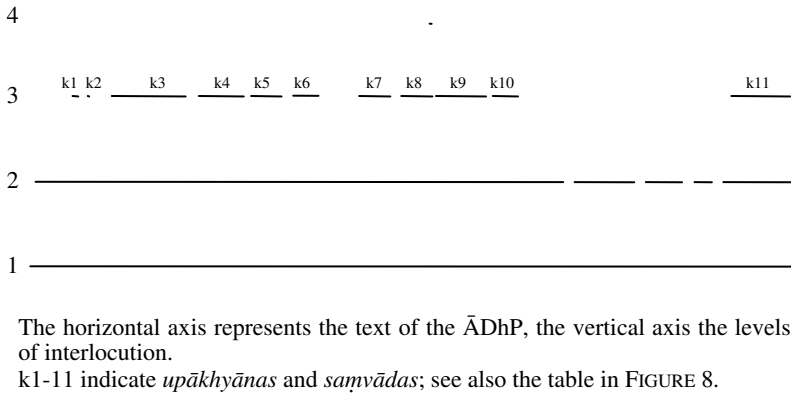 4
k1 k2 k3 k4 k5 k6 k7 k8 k9 k10 k11
3
2
1
The horizontal axis represents the text of the ĀDhP, the vertical axis the levels
of interlocution.
k1-11 indicate upākhyānas and saṃvādas; see also the table in FIGURE 8.